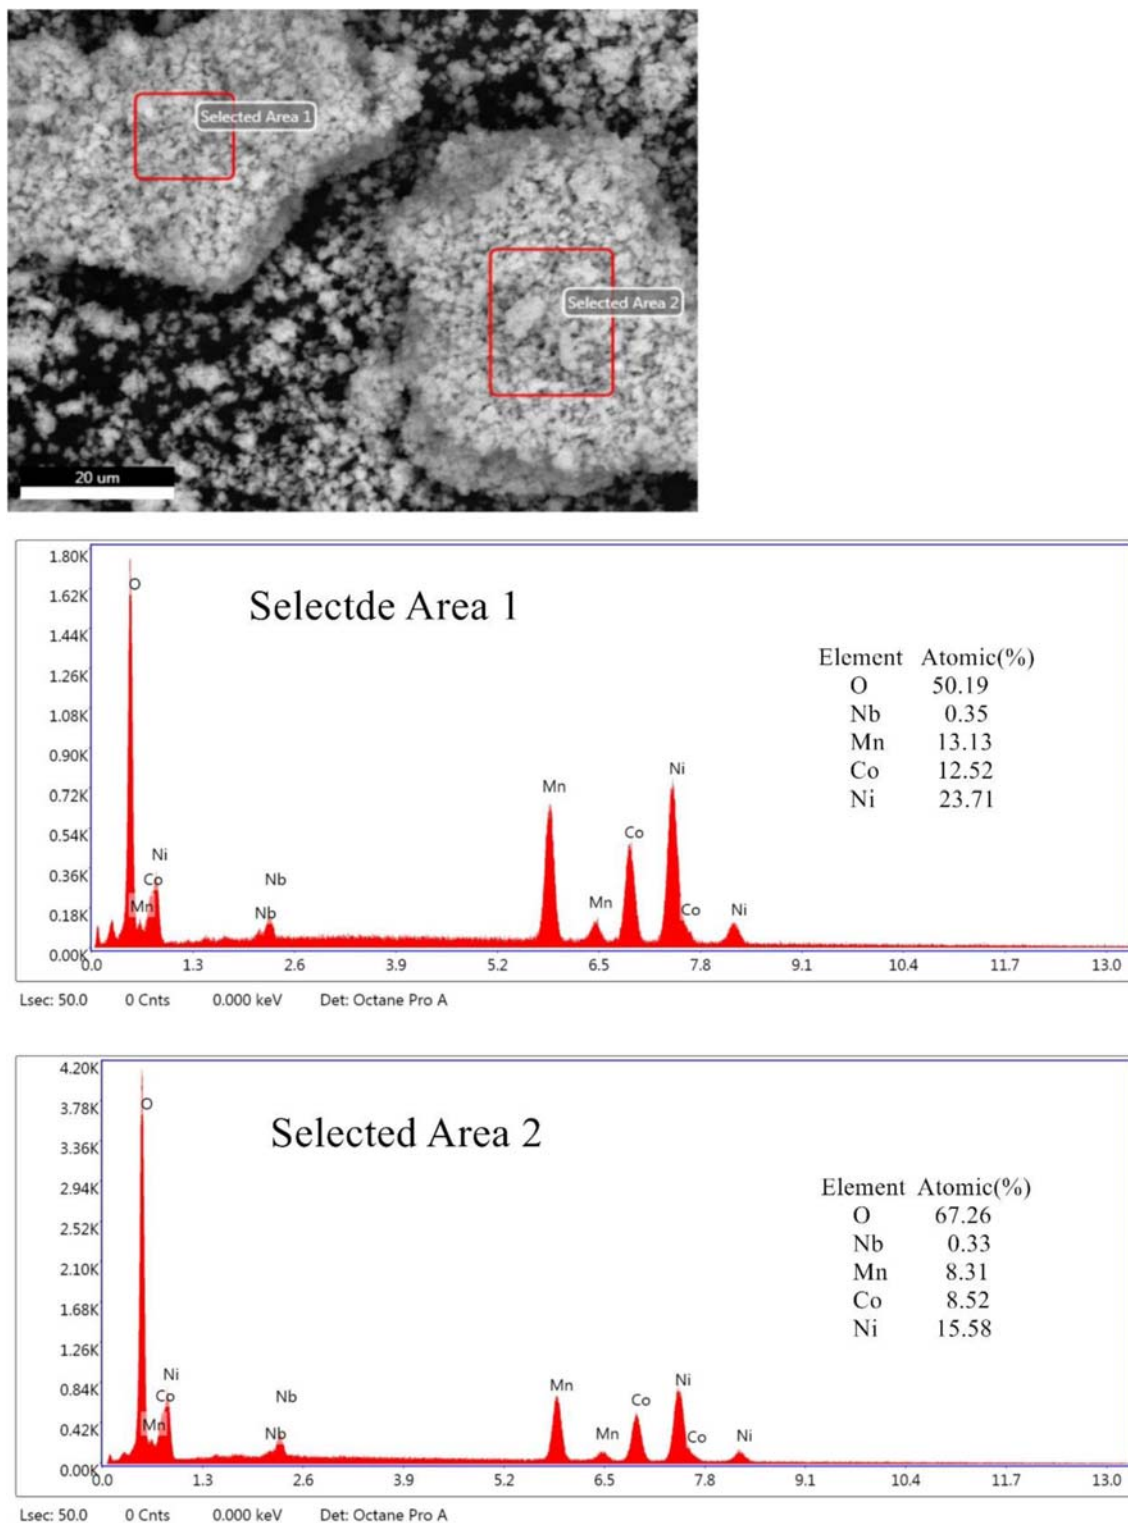 Selected Area 1
Selected Area 2
20 um
1.80K
1.62K
1.44K
1.26K
1.08K
0.90K
0.72K
0.54K
0.36K
0.18K
0.00K
O
Mn
Co
Ni
Nb
Nb
Mn
Mn
Co
Ni
Co
Ni
Selectde Area 1
Element Atomic(%)
O 50.19
Nb 0.35
Mn 13.13
Co 12.52
Ni 23.71
0.0 1.3 2.6 3.9 5.2 6.5 7.8 9.1 10.4 11.7 13.0
Lsec: 50.0 0 Cnts 0.000 keV Det: Octane Pro A
4.20K
3.78K
3.36K
2.94K
2.52K
2.10K
1.68K
1.26K
0.84K
0.42K
0.00K
O
Mn
Co
Ni
Nb
Nb
Mn
Mn
Co
Ni
Co
Ni
Selected Area 2
Element Atomic(%)
O 67.26
Nb 0.33
Mn 8.31
Co 8.52
Ni 15.58
0.0 1.3 2.6 3.9 5.2 6.5 7.8 9.1 10.4 11.7 13.0
Lsec: 50.0 0 Cnts 0.000 keV Det: Octane Pro A